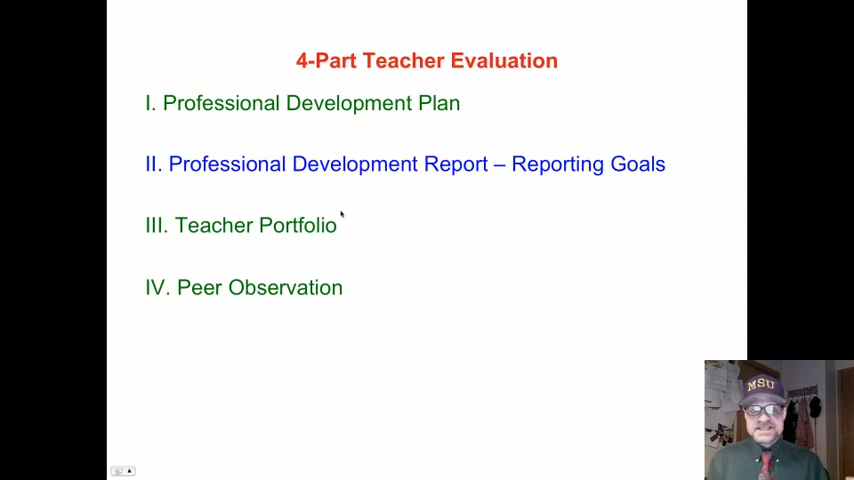 4-Part Teacher Evaluation
I. Professional Development Plan
II. Professional Development Report – Reporting Goals
III. Teacher Portfolio
IV. Peer Observation
MSU